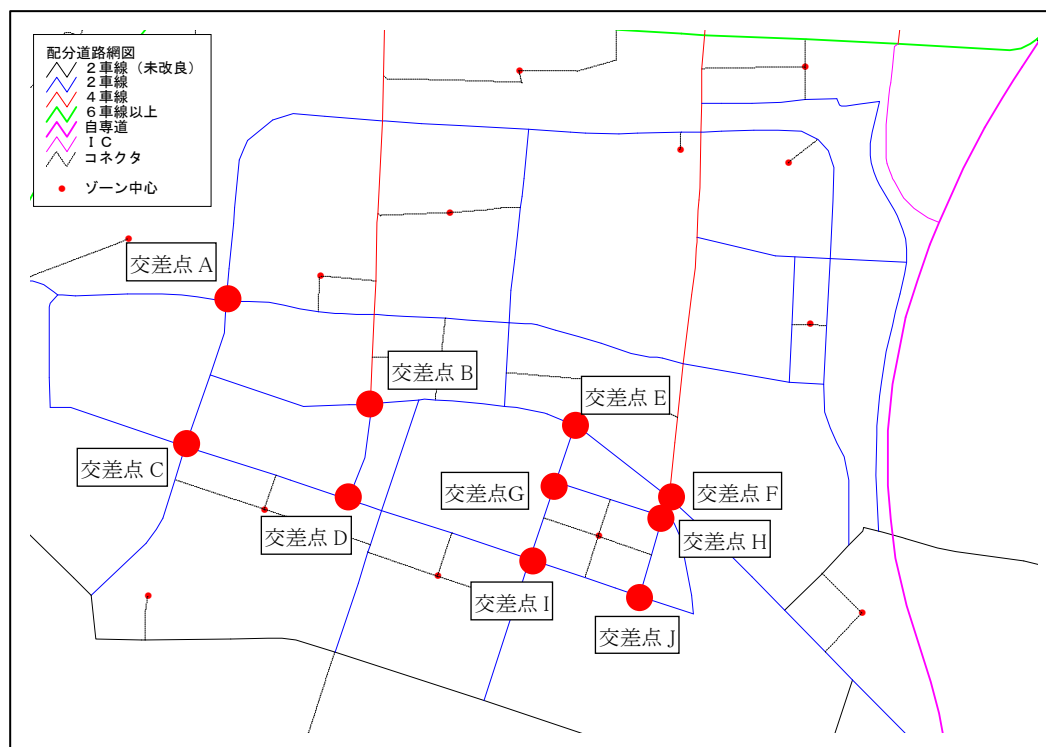 配分道路網図
２車線（未改良）
２車線
４車線
６車線以上
自専道
ＩＣ
コネクタ
ゾーン中心
交差点 A
交差点 B
交差点 E
交差点 C
交差点G
交差点 F
交差点 D
交差点 H
交差点 I
交差点 J